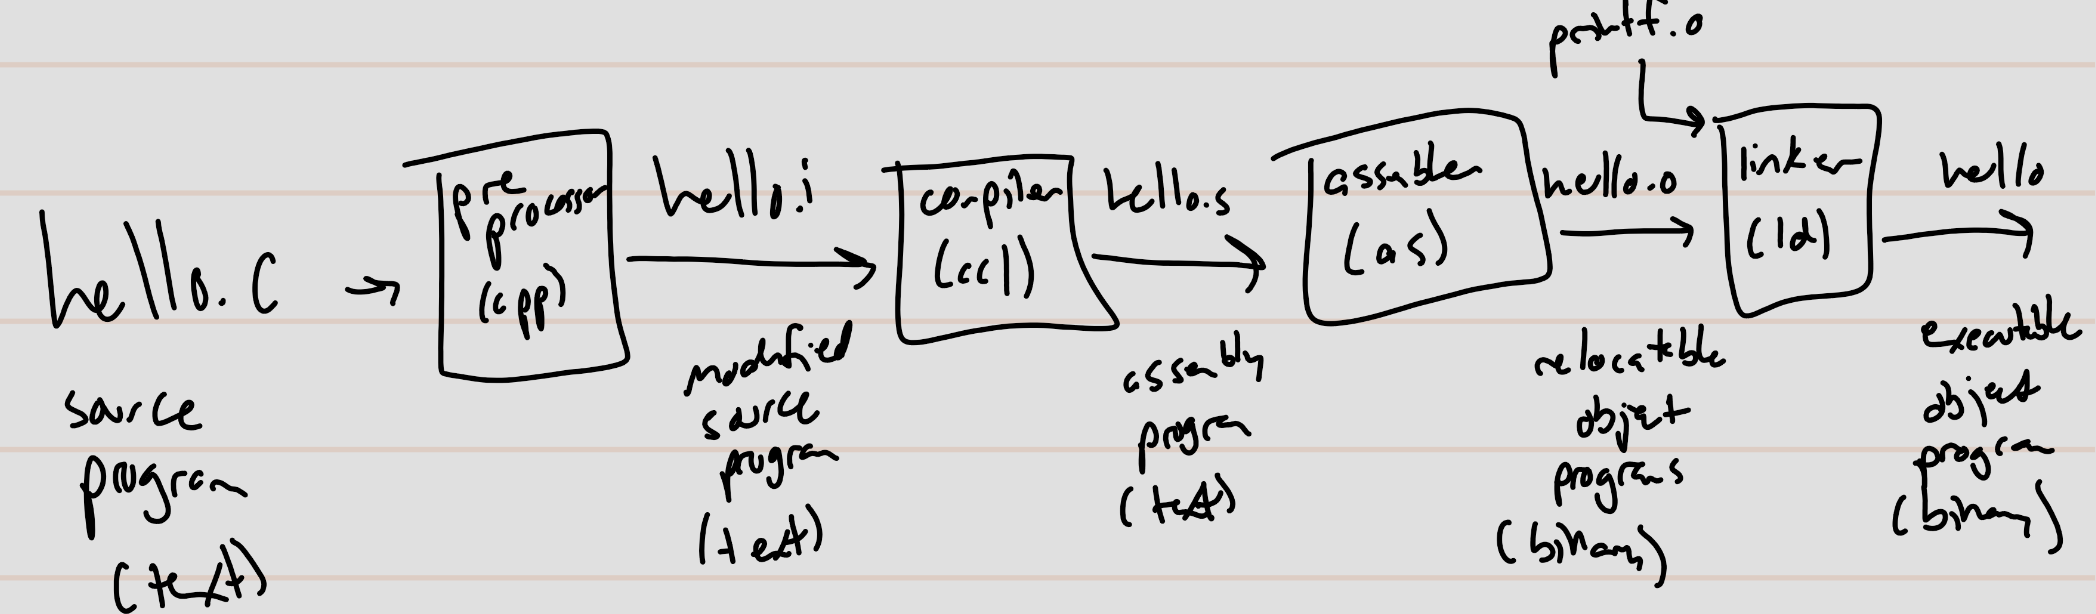 printf.o
hello.c
pre
processor
(cpp)
hello.i
compiler
(cc1)
hello.s
assembler
(as)
hello.o
linker
(ld)
hello
source
program
(text)
modified
source
program
(text)
assembly
program
(text)
relocatable
object
programs
(binary)
executable
object
program
(binary)